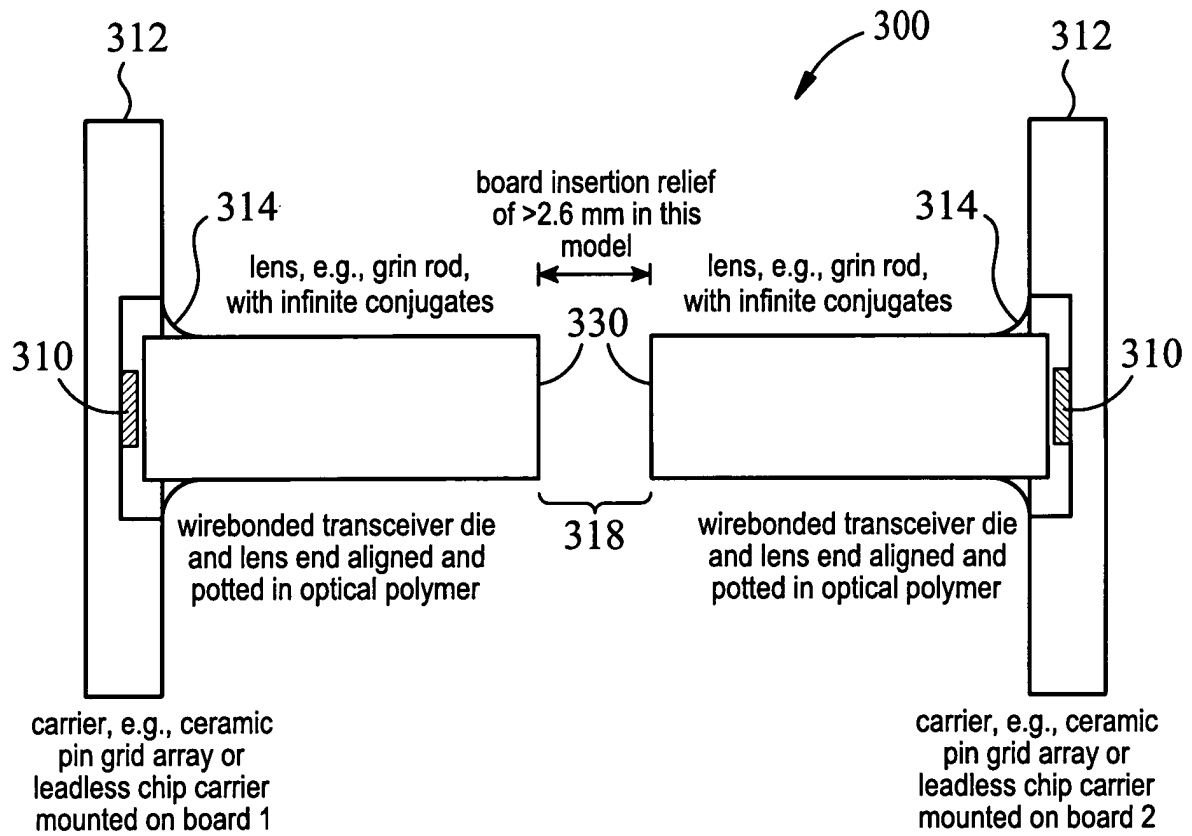 312
300
312
board insertion relief
of >2.6 mm in this
model
314
314
lens, e.g., grin rod,
with infinite conjugates
lens, e.g., grin rod,
with infinite conjugates
310
330
310
318
wirebonded transceiver die
and lens end aligned and
potted in optical polymer
wirebonded transceiver die
and lens end aligned and
potted in optical polymer
carrier, e.g., ceramic
pin grid array or
leadless chip carrier
mounted on board 1
carrier, e.g., ceramic
pin grid array or
leadless chip carrier
mounted on board 2